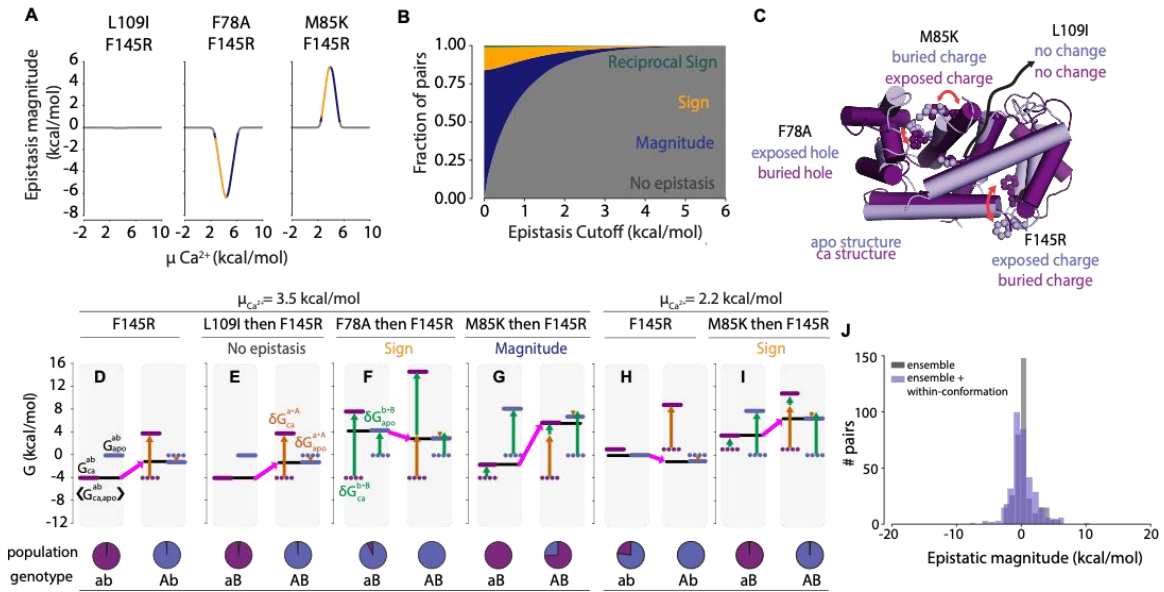 A
L109I
F145R
F78A
F145R
M85K
F145R
Epistasis magnitude
(kcal/mol)
6
4
2
0
-2
-4
-6
-8
-2 2 6 10
-2 2 6 10
-2 2 6 10
μ Ca²⁺ (kcal/mol)
B
Fraction of pairs
1.00
0.75
0.50
0.25
0.00
Reciprocal Sign
Sign
Magnitude
No epistasis
0 1 2 3 4 5 6
Epistasis Cutoff (kcal/mol)
C
M85K
buried charge
exposed charge
L109I
no change
no change
F78A
exposed hole
buried hole
apo structure
ca structure
F145R
exposed charge
buried charge
μCa²⁺= 3.5 kcal/mol
μCa²⁺= 2.2 kcal/mol
F145R
L109I then F145R
F78A then F145R
M85K then F145R
F145R
M85K then F145R
No epistasis
Sign
Magnitude
Sign
G (kcal/mol)
16
12
8
4
0
-4
-8
-12
D
E
F
G
H
I
G ab apo
G ab ca
⟨G ab ca,apo⟩
δG a→A ca
δG a→A apo
δG b→B apo
δG b→B ca
population
genotype
ab Ab aB AB aB AB aB AB ab Ab aB AB
J
# pairs
150
100
50
0
ensemble
ensemble +
within-conformation
-20 -10 0 10 20
Epistatic magnitude (kcal/mol)